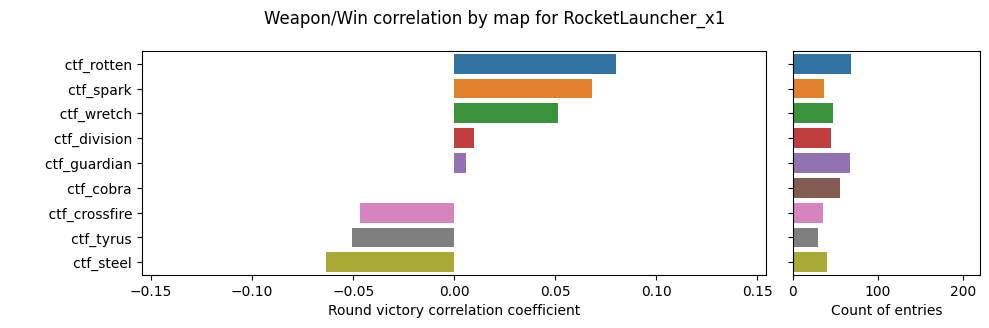 Weapon/Win correlation by map for RocketLauncher_x1
ctf_rotten
ctf_spark
ctf_wretch
ctf_division
ctf_guardian
ctf_cobra
ctf_crossfire
ctf_tyrus
ctf_steel
−0.15 −0.10 −0.05 0.00 0.05 0.10 0.15
Round victory correlation coefficient
0 100 200
Count of entries